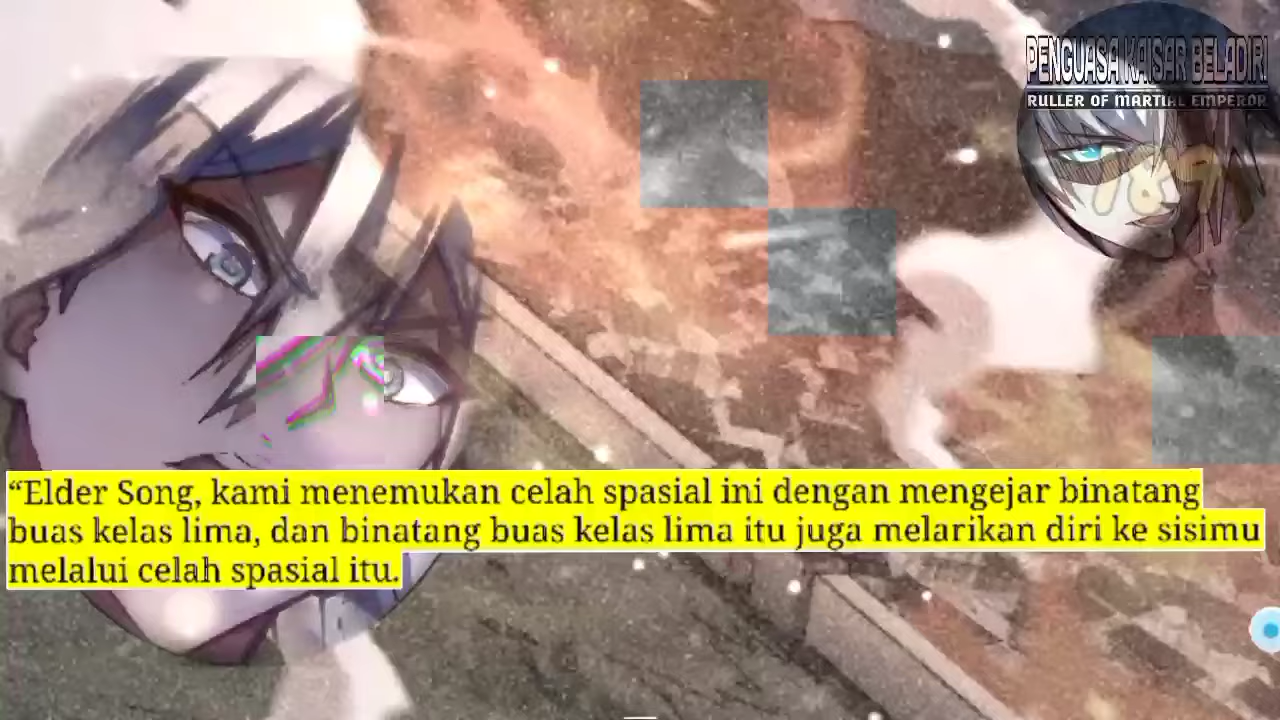 PENGUASA KAISAR BELADIRI
RULLER OF MARTIAL EMPEROR
“Elder Song, kami menemukan celah spasial ini dengan mengejar binatang
buas kelas lima, dan binatang buas kelas lima itu juga melarikan diri ke sisimu
melalui celah spasial itu.